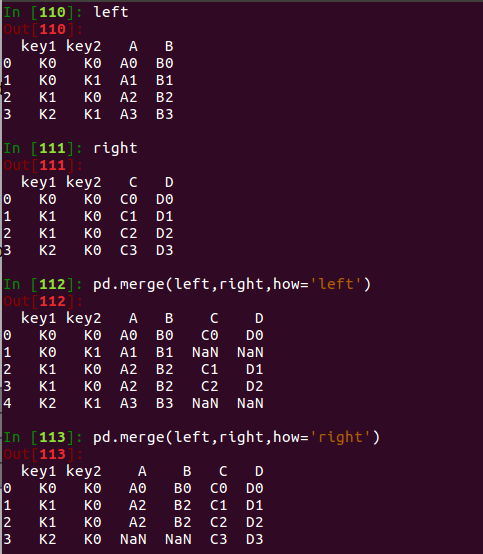 In [110]: left
Out[110]:
  key1 key2   A   B
0   K0   K0  A0  B0
1   K0   K1  A1  B1
2   K1   K0  A2  B2
3   K2   K1  A3  B3
In [111]: right
Out[111]:
  key1 key2   C   D
0   K0   K0  C0  D0
1   K1   K0  C1  D1
2   K1   K0  C2  D2
3   K2   K0  C3  D3
In [112]: pd.merge(left,right,how='left')
Out[112]:
  key1 key2   A   B    C    D
0   K0   K0  A0  B0   C0   D0
1   K0   K1  A1  B1  NaN  NaN
2   K1   K0  A2  B2   C1   D1
3   K1   K0  A2  B2   C2   D2
4   K2   K1  A3  B3  NaN  NaN
In [113]: pd.merge(left,right,how='right')
Out[113]:
  key1 key2    A    B   C   D
0   K0   K0   A0   B0  C0  D0
1   K1   K0   A2   B2  C1  D1
2   K1   K0   A2   B2  C2  D2
3   K2   K0  NaN  NaN  C3  D3